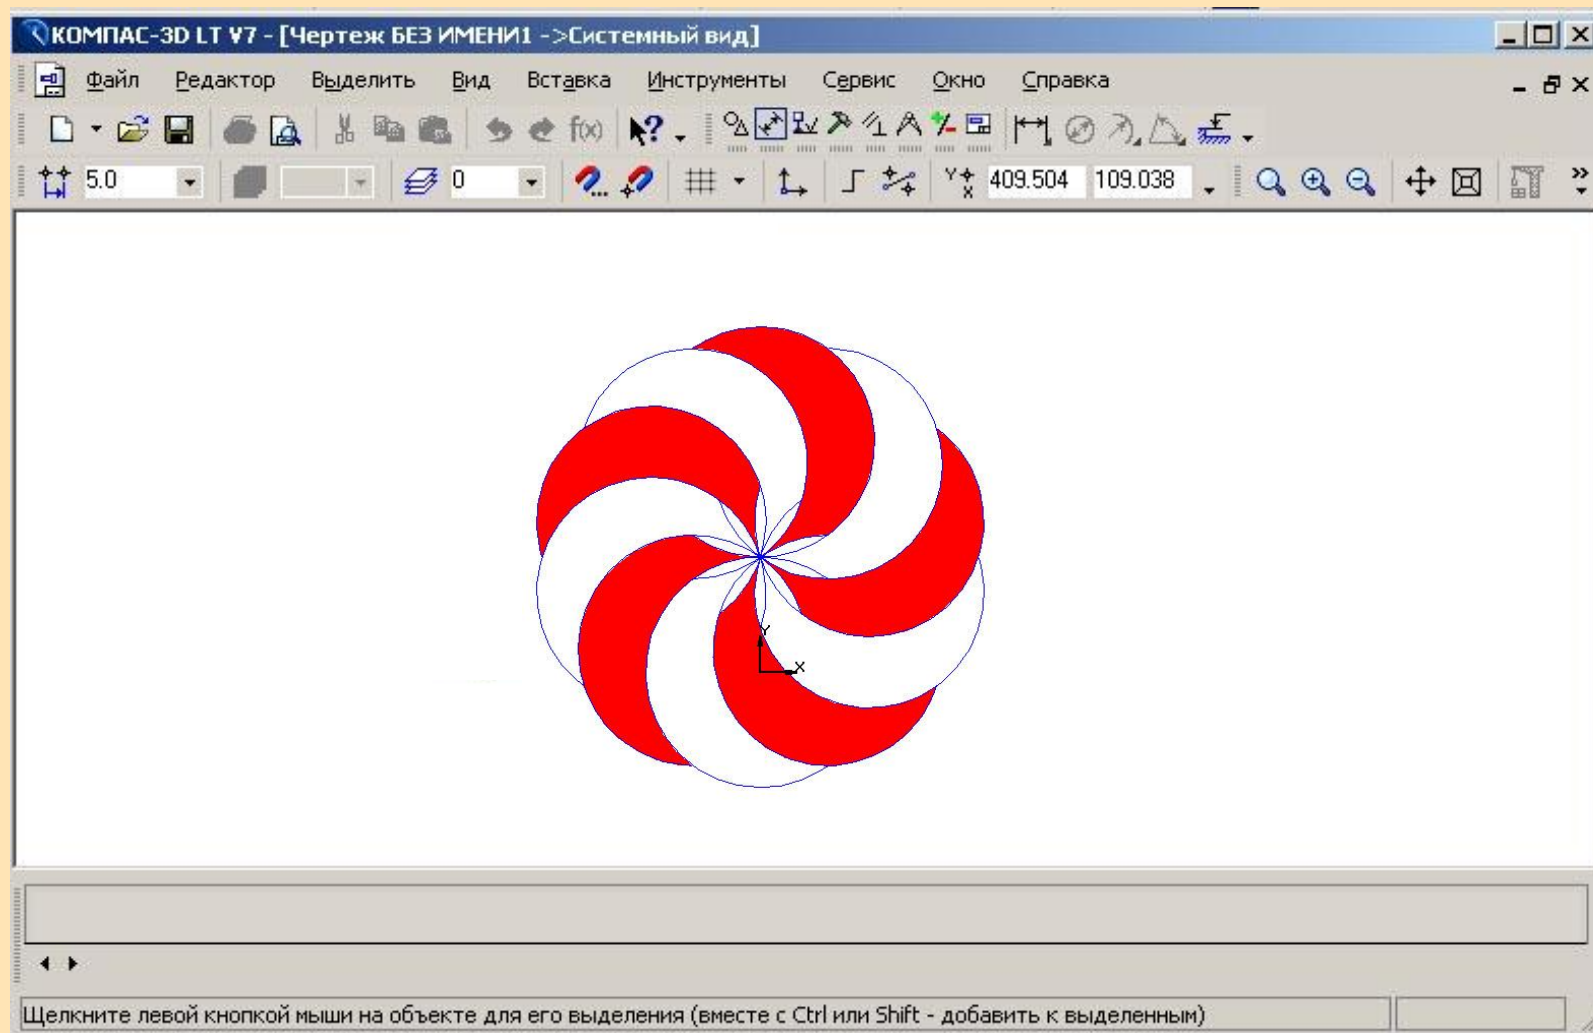 КОМПАС-3D LT V7 - [Чертеж БЕЗ ИМЕНИ1 ->Системный вид]
Файл Редактор Выделить Вид Вставка Инструменты Сервис Окно Справка
f(x) ?
5.0 0 Y X 409.504 109.038 »
Y
X
Щелкните левой кнопкой мыши на объекте для его выделения (вместе с Ctrl или Shift - добавить к выделенным)